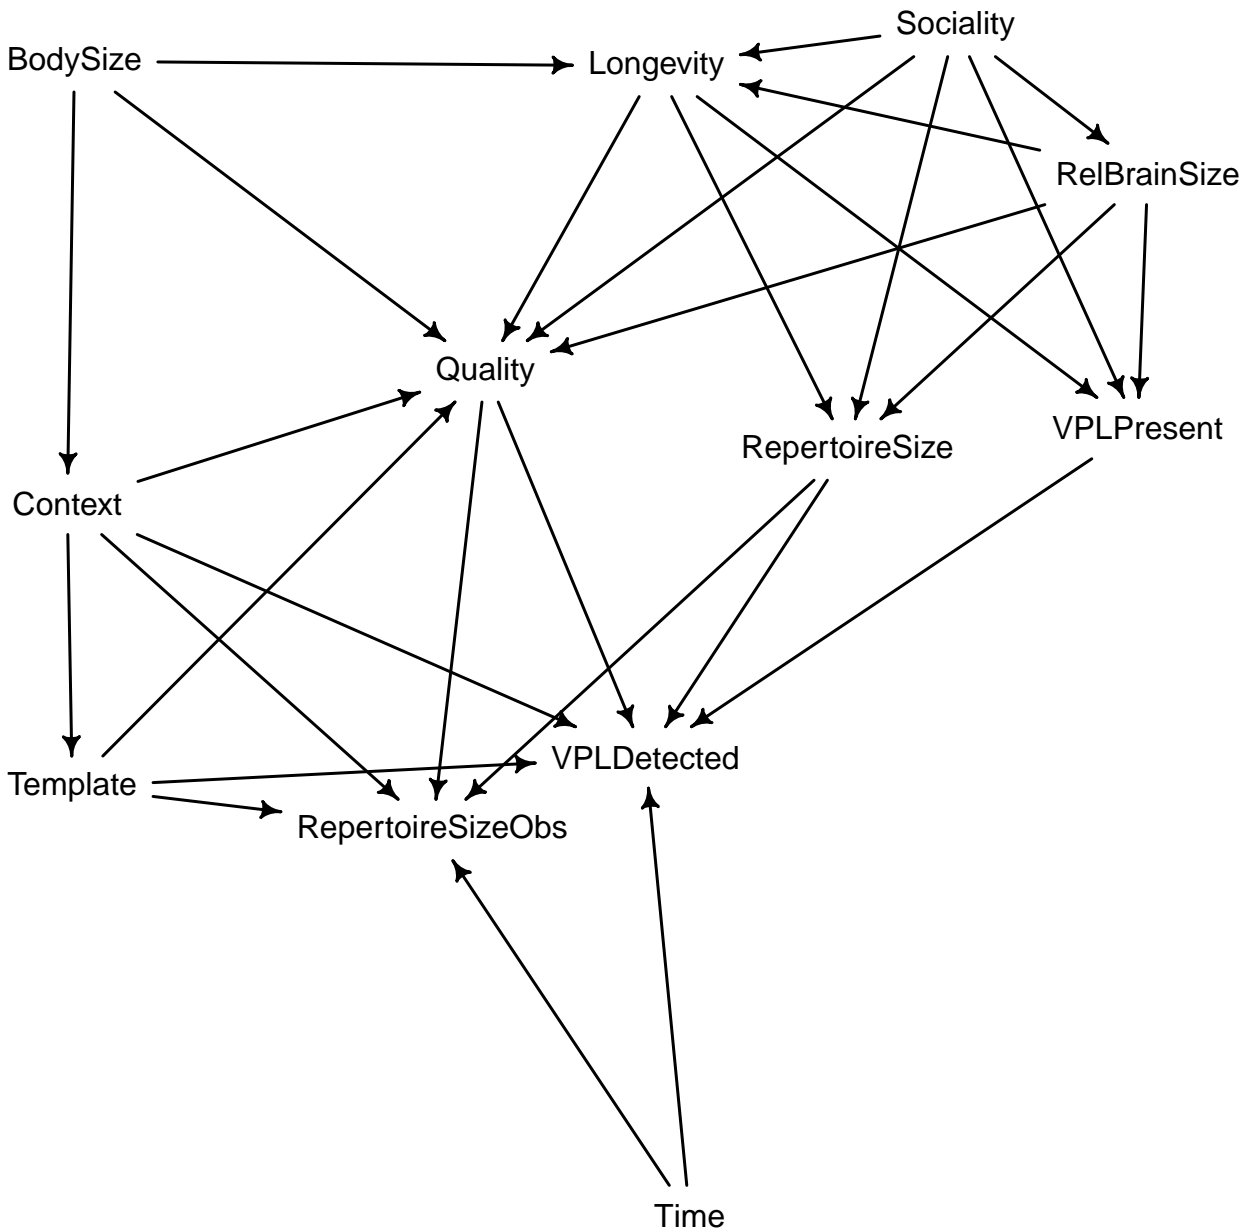 Sociality
BodySize
Longevity
RelBrainSize
Quality
VPLPresent
RepertoireSize
Context
VPLDetected
Template
RepertoireSizeObs
Time